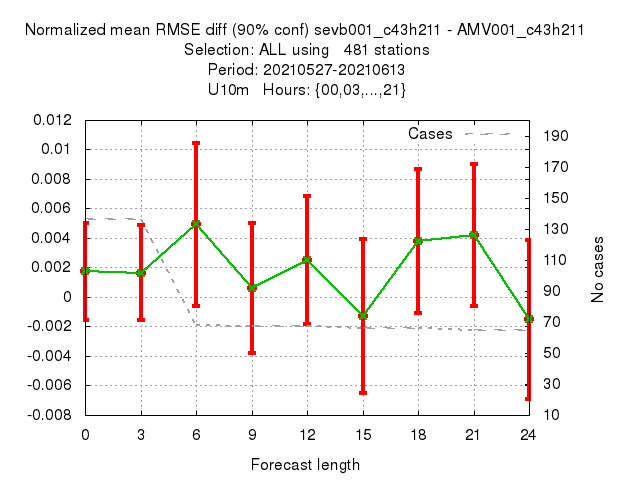 Normalized mean RMSE diff (90% conf) sevb001_c43h211 - AMV001_c43h211
Selection: ALL using 481 stations
Period: 20210527-20210613
U10m Hours: {00,03,...,21}
Cases
0.012
0.01
0.008
0.006
0.004
0.002
0
-0.002
-0.004
-0.006
-0.008
190
170
150
130
110
90
70
50
30
10
No cases
0 3 6 9 12 15 18 21 24
Forecast length